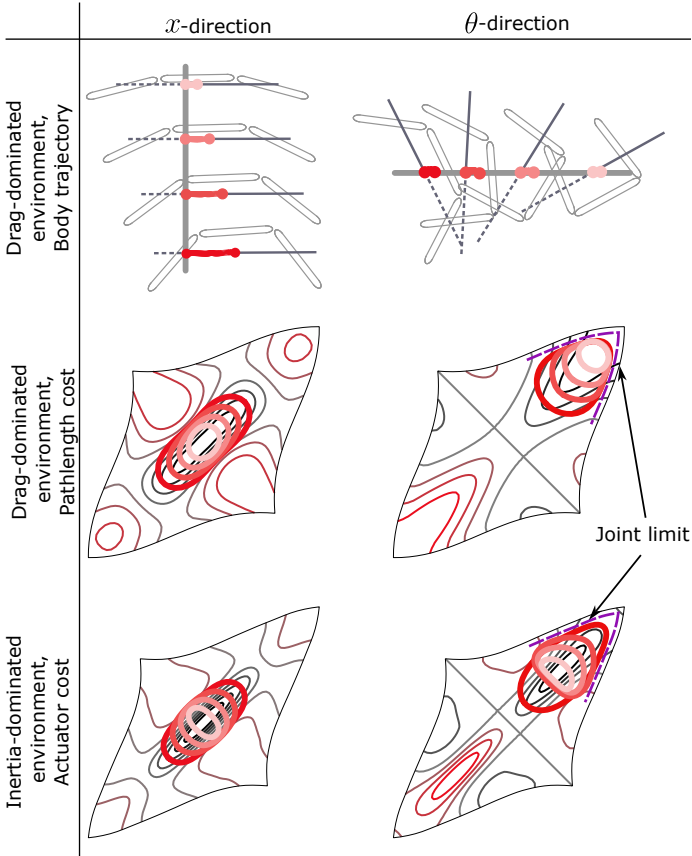 x-direction
θ-direction
Drag-dominated
environment,
Body trajectory
Drag-dominated
environment,
Pathlength cost
Joint limit
Inertia-dominated
environment,
Actuator cost